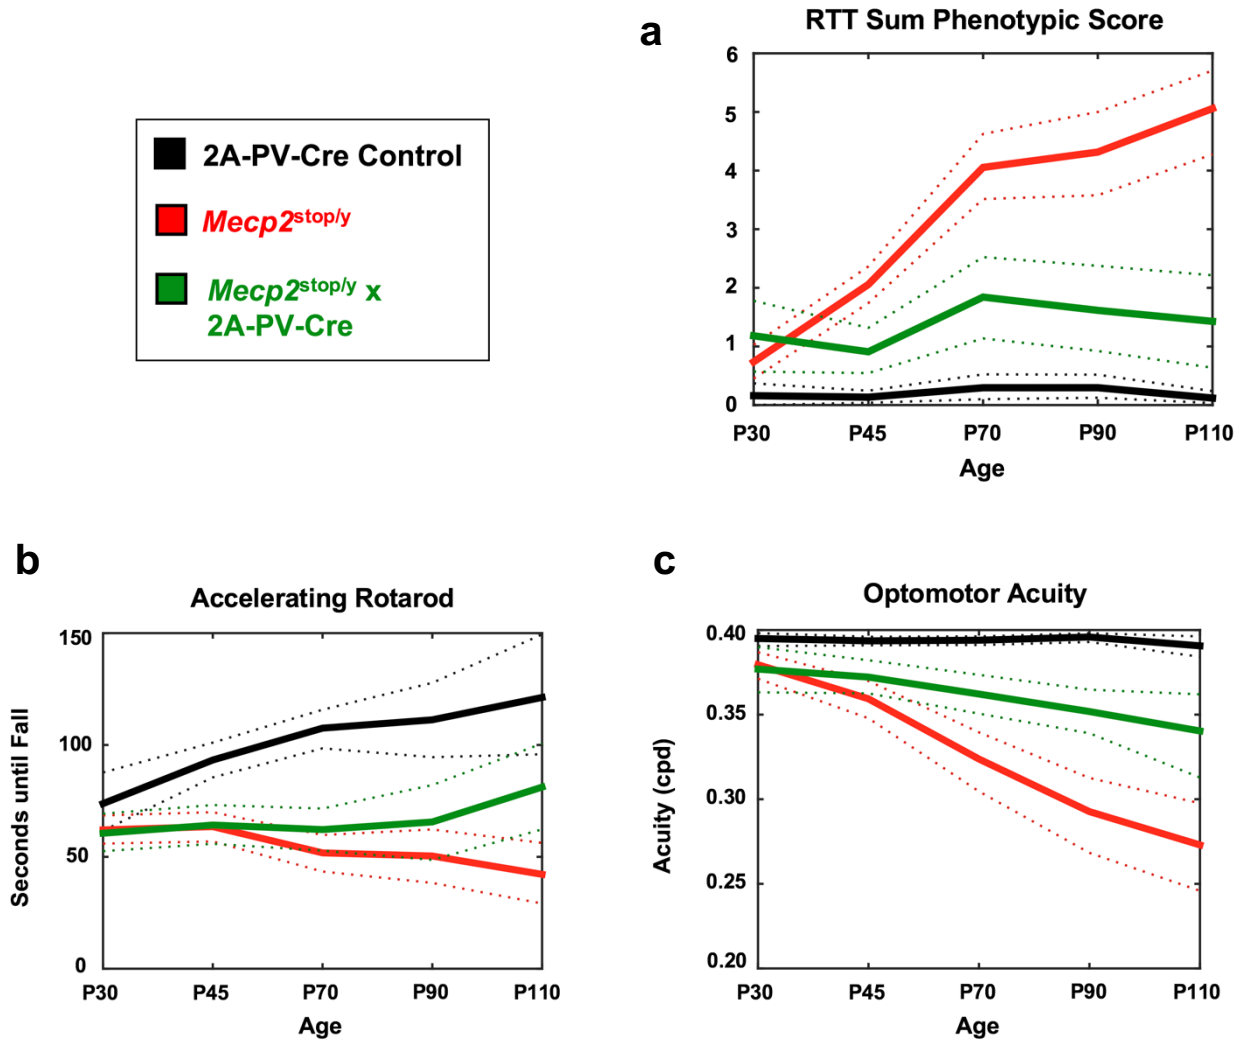 a
RTT Sum Phenotypic Score
2A-PV-Cre Control
Mecp2stop/y
Mecp2stop/y x
2A-PV-Cre
6
5
4
3
2
1
0
P30 P45 P70 P90 P110
Age
b
Accelerating Rotarod
Seconds until Fall
150
100
50
0
P30 P45 P70 P90 P110
Age
c
Optomotor Acuity
Acuity (cpd)
0.40
0.35
0.30
0.25
0.20
P30 P45 P70 P90 P110
Age